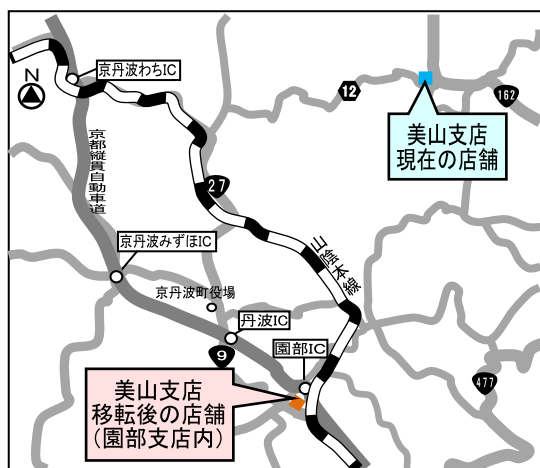 京丹波わちIC
N
12
162
美山支店
現在の店舗
京都縦貫自動車道
27
山陰本線
京丹波みずほIC
京丹波町役場
丹波IC
園部IC
9
美山支店
移転後の店舗
(園部支店内)
477